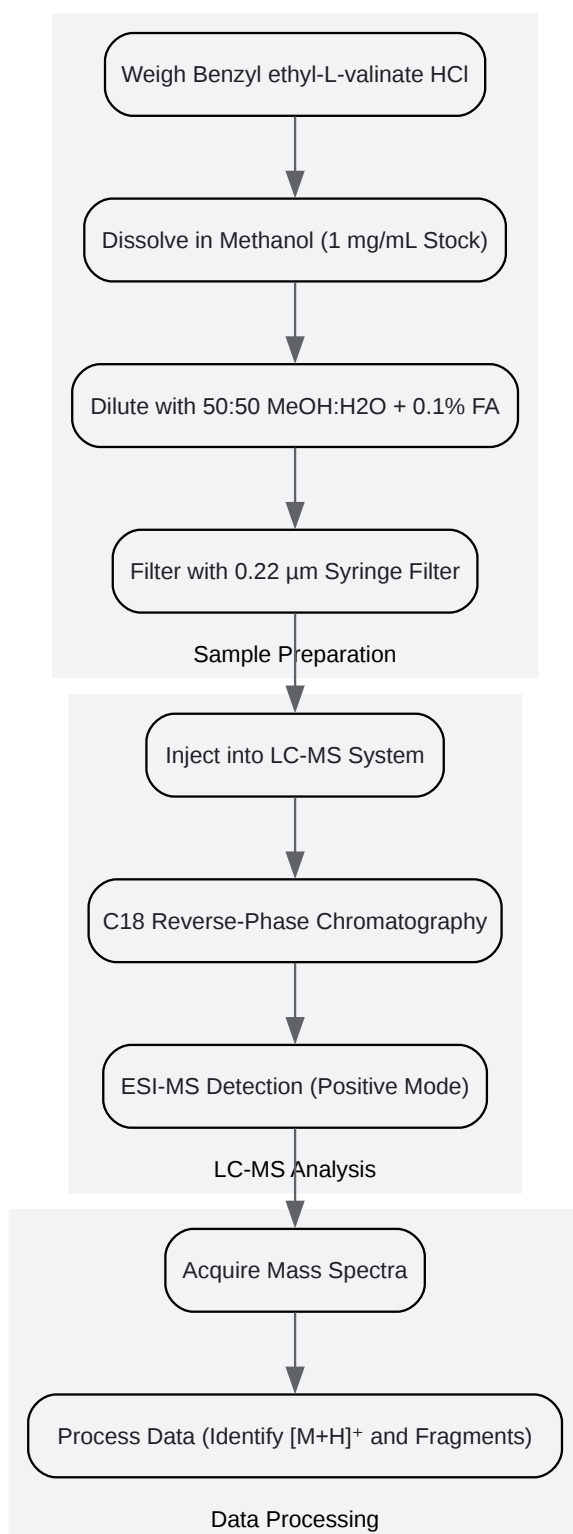 Weigh Benzyl ethyl-L-valinate HCl
Dissolve in Methanol (1 mg/mL Stock)
Dilute with 50:50 MeOH:H2O + 0.1% FA
Filter with 0.22 µm Syringe Filter
Sample Preparation
Inject into LC-MS System
C18 Reverse-Phase Chromatography
ESI-MS Detection (Positive Mode)
LC-MS Analysis
Acquire Mass Spectra
Process Data (Identify [M+H]⁺ and Fragments)
Data Processing